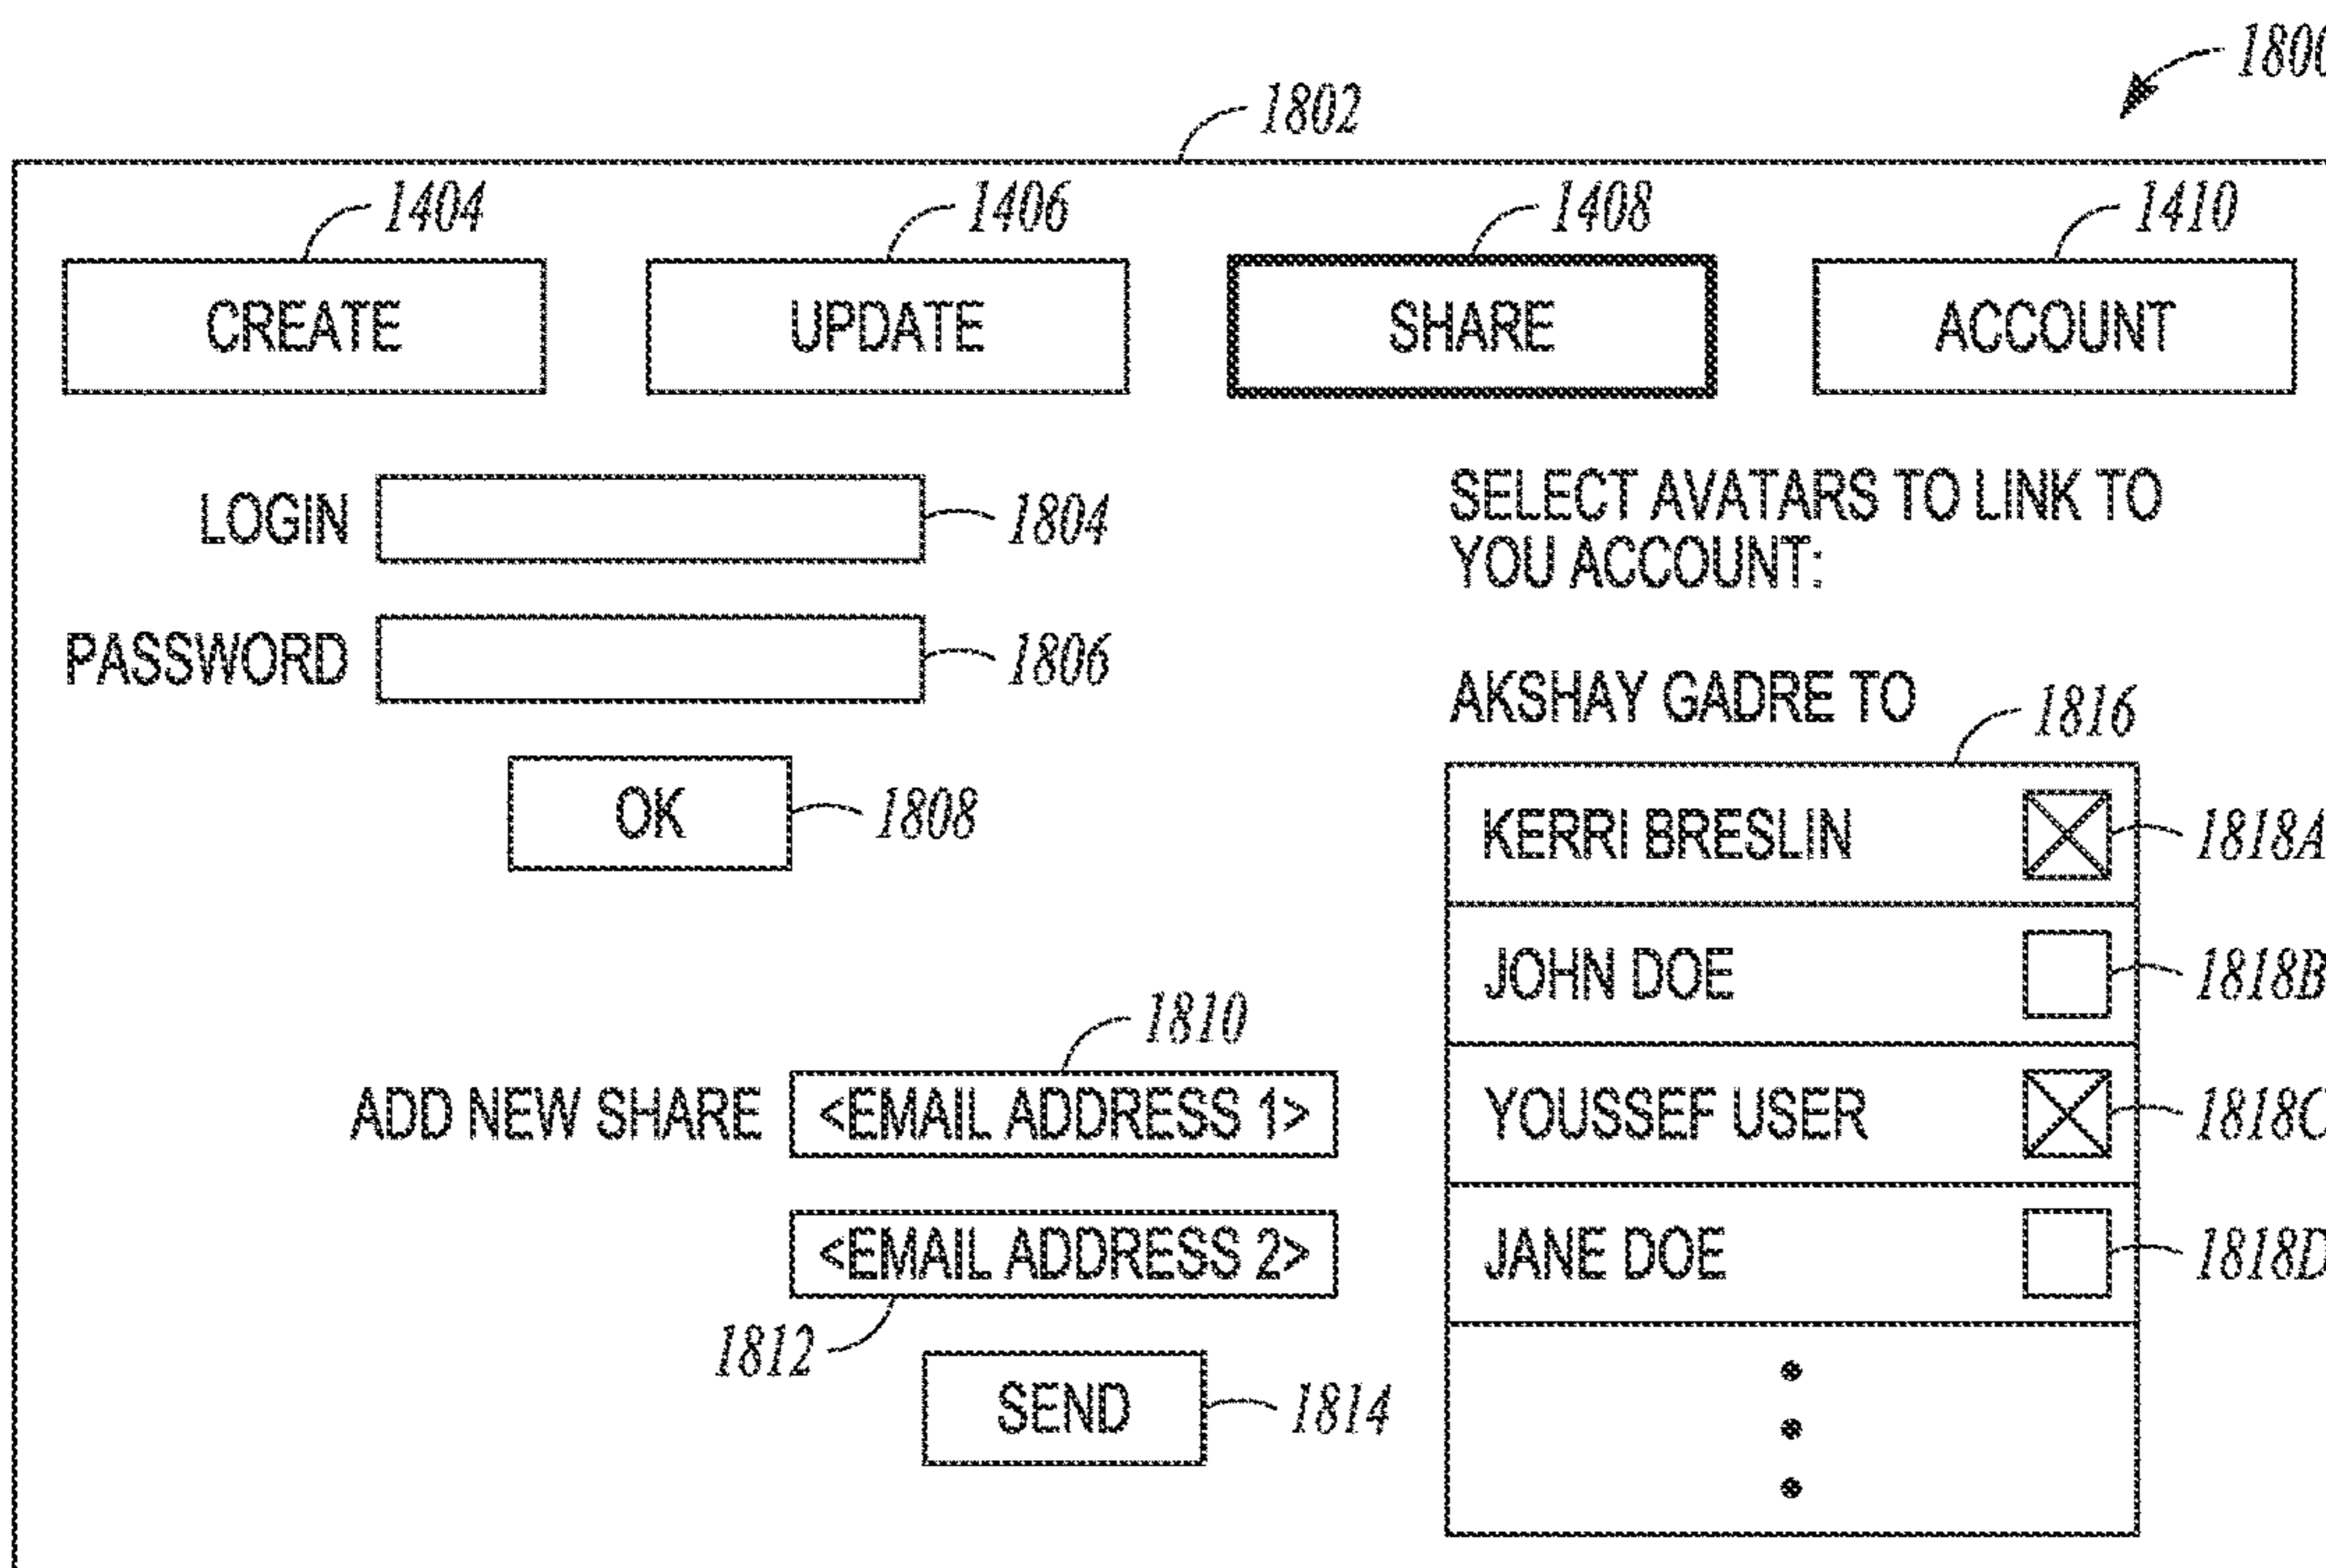 1800
1802
1404 1406 1408 1410
CREATE UPDATE SHARE ACCOUNT
LOGIN 1804
PASSWORD 1806
OK 1808
ADD NEW SHARE <EMAIL ADDRESS 1> 1810
<EMAIL ADDRESS 2>
1812
SEND 1814
SELECT AVATARS TO LINK TO
YOU ACCOUNT:
AKSHAY GADRE TO
1816
KERRI BRESLIN 1818A
JOHN DOE 1818B
YOUSSEF USER 1818C
JANE DOE 1818D